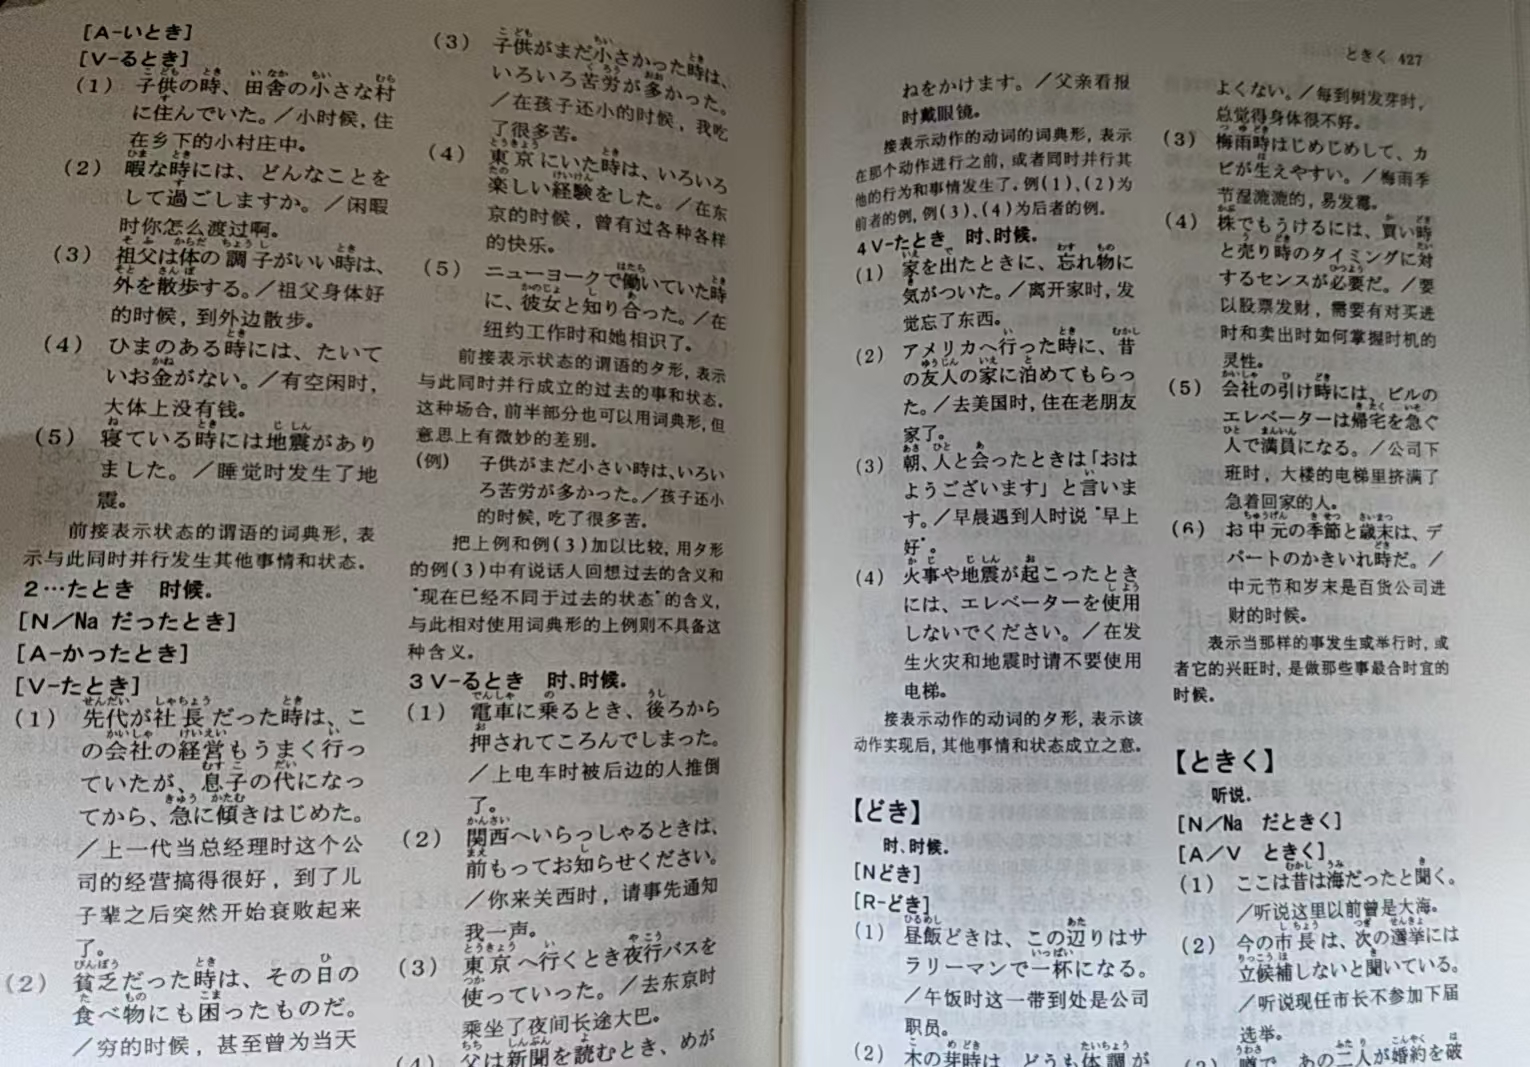 [A-いとき]
[V-るとき]
(1) 子供の時、田舎の小さな村
に住んでいた。／小时候，住
在乡下的小村庄中。
(2) 暇な時には、どんなことを
して過ごしますか。／闲暇
时你怎么渡过啊。
(3) 祖父は体の調子がいい時は、
外を散歩する。／祖父身体好
的时候，到外边散步。
(4) ひまのある時には、たいて
いお金がない。／有空闲时，
大体上没有钱。
(5) 寝ている時には地震があり
ました。／睡觉时发生了地
震。
前接表示状态的谓语的词典形，表
示与此同时并行发生其他事情和状态。
2…たとき　时候。
[N／Na だったとき]
[A-かったとき]
[V-たとき]
(1) 先代が社長だった時は、こ
の会社の経営もうまく行っ
ていたが、息子の代になっ
てから、急に傾きはじめた。
／上一代当总经理时这个公
司的经营搞得很好，到了儿
子辈之后突然开始衰败起来
了。
(2) 貧乏だった時は、その日の
食べ物にも困ったものだ。
／穷的时候，甚至曾为当天
(3) 子供がまだ小さかった時は、
いろいろ苦労が多かった。
／在孩子还小的时候，我吃
了很多苦。
(4) 東京にいた時は、いろいろ
楽しい経験をした。／在东
京的时候，曾有过各种各样
的快乐。
(5) ニューヨークで働いていた時
に、彼女と知り合った。／在
纽约工作时和她相识了。
前接表示状态的谓语的夕形，表示
与此同时并行成立的过去的事和状态。
这种场合，前半部分也可以用词典形，但
意思上有微妙的差别。
(例) 子供がまだ小さい時は、いろい
ろ苦労が多かった。／孩子还小
的时候，吃了很多苦。
把上例和例(3)加以比较，用夕形
的例(3)中有说话人回想过去的含义和
"现在已经不同于过去的状态"的含义，
与此相对使用词典形的上例则不具备这
种含义。
3 V-るとき　时、时候。
(1) 電車に乗るとき、後ろから
押されてころんでしまった。
／上电车时被后边的人推倒
了。
(2) 関西へいらっしゃるときは、
前もってお知らせください。
／你来关西时，请事先通知
我一声。
(3) 東京へ行くとき夜行バスを
使っていった。／去东京时
乘坐了夜间长途大巴。
(4) 父は新聞を読むとき、めが
ときく 427
ねをかけます。／父亲看报
时戴眼镜。
接表示动作的动词的词典形，表示
在那个动作进行之前，或者同时并行其
他的行为和事情发生了。例(1)、(2)为
前者的例，例(3)、(4)为后者的例。
4 V-たとき　时、时候。
(1) 家を出たときに、忘れ物に
気がついた。／离开家时，发
觉忘了东西。
(2) アメリカへ行った時に、昔
の友人の家に泊めてもらっ
た。／去美国时，住在老朋友
家了。
(3) 朝、人と会ったときは「おは
ようございます」と言いま
す。／早晨遇到人时说"早上
好"。
(4) 火事や地震が起こったとき
には、エレベーターを使用
しないでください。／在发
生火灾和地震时请不要使用
电梯。
接表示动作的动词的夕形，表示该
动作实现后，其他事情和状态成立之意。
【どき】
时、时候。
[Nどき]
[R-どき]
(1) 昼飯どきは、この辺りはサ
ラリーマンで一杯になる。
／午饭时这一带到处是公司
职员。
(2) 木の芽時は、どうも体調が
よくない。／每到树发芽时，
总觉得身体很不好。
(3) 梅雨時はじめじめして、カ
ビが生えやすい。／梅雨季
节湿漉漉的，易发霉。
(4) 株でもうけるには、買い時
と売り時のタイミングに対
するセンスが必要だ。／要
以股票发财，需要有对买进
时和卖出时如何掌握时机的
灵性。
(5) 会社の引け時には、ビルの
エレベーターは帰宅を急ぐ
人で満員になる。／公司下
班时，大楼的电梯里挤满了
急着回家的人。
(6) お中元の季節と歳末は、デ
パートのかきいれ時だ。／
中元节和岁末是百货公司进
财的时候。
表示当那样的事发生或举行时，或
者它的兴旺时，是做那些事最合时宜的
时候。
【ときく】
听说。
[N／Na だときく]
[A／V ときく]
(1) ここは昔は海だったと聞く。
／听说这里以前曾是大海。
(2) 今の市長は、次の選挙には
立候補しないと聞いている。
／听说现任市长不参加下届
选举。
(3) 噂で、あの二人が婚約を破